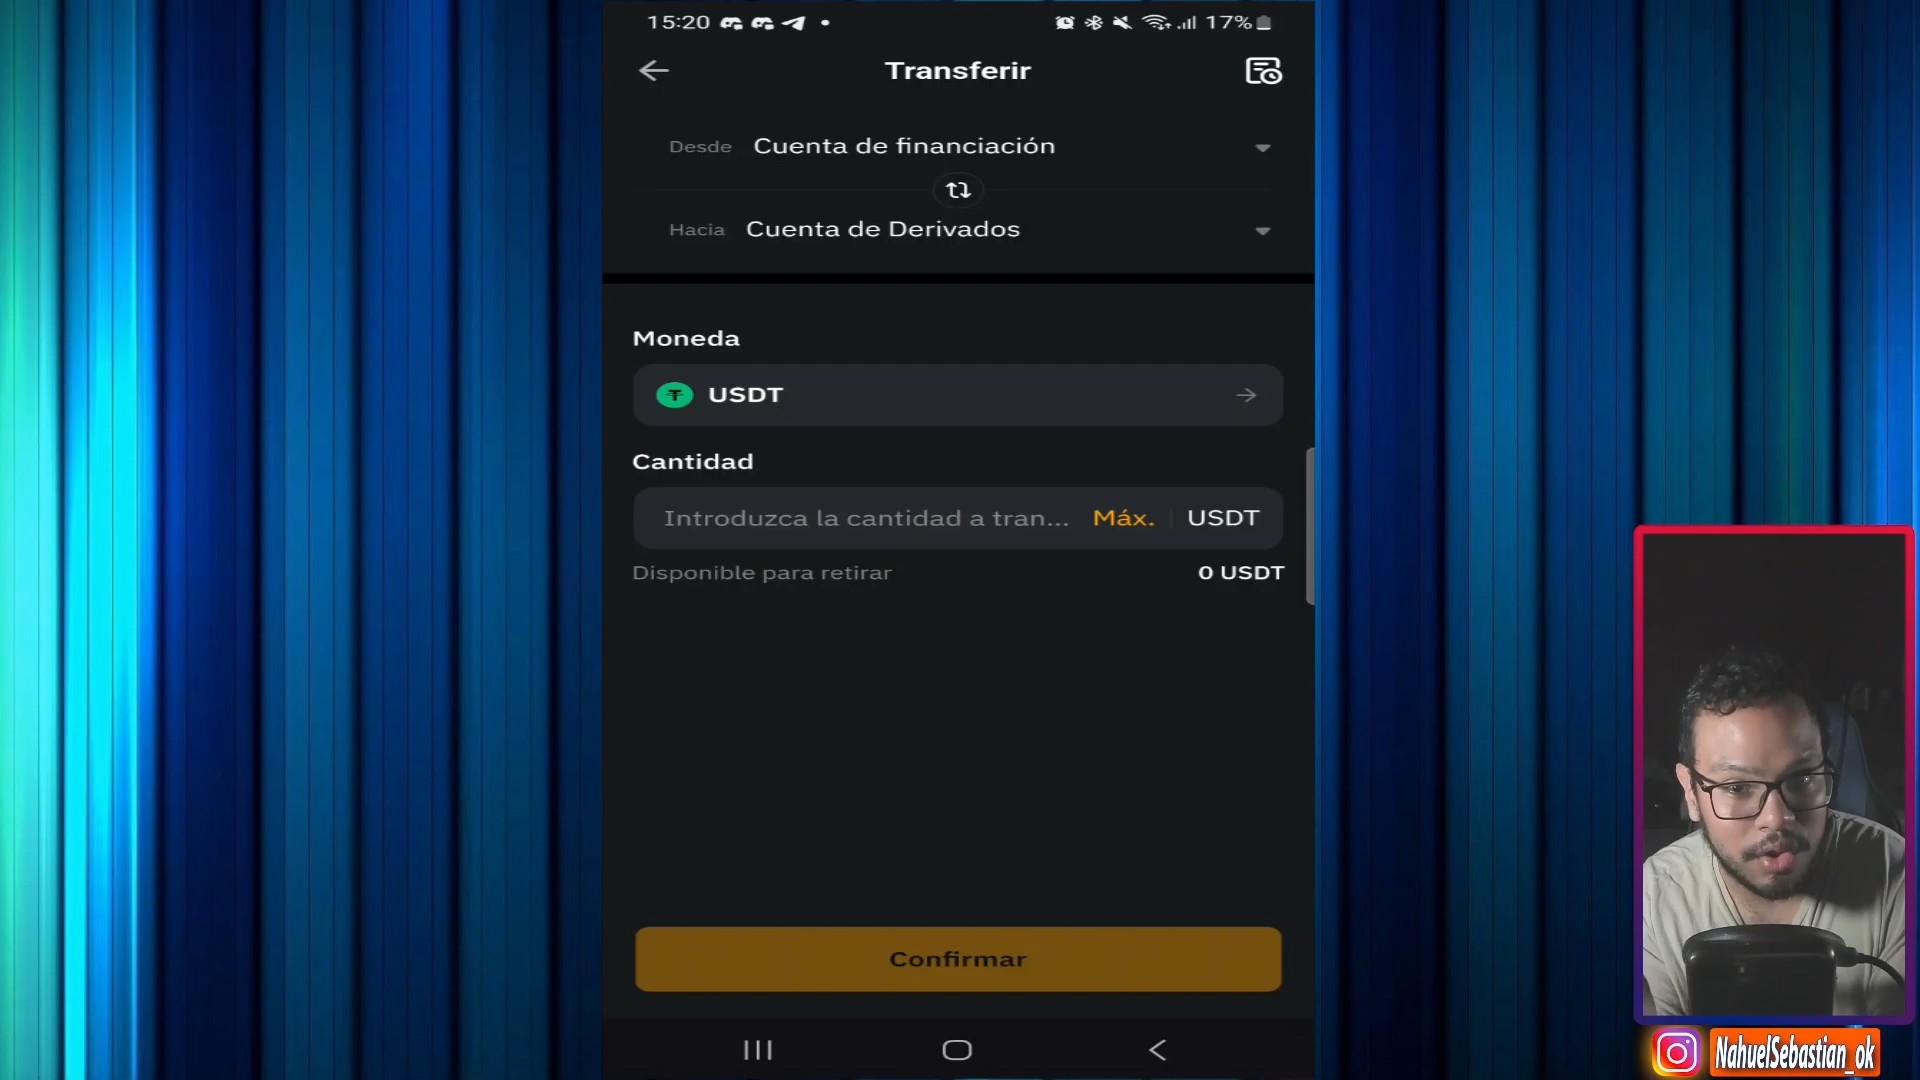 15:20
17%
Transferir
Desde Cuenta de financiación
Hacia Cuenta de Derivados
Moneda
USDT
Cantidad
Introduzca la cantidad a tran... Máx. USDT
Disponible para retirar 0 USDT
Confirmar
NahuelSebastian_ok